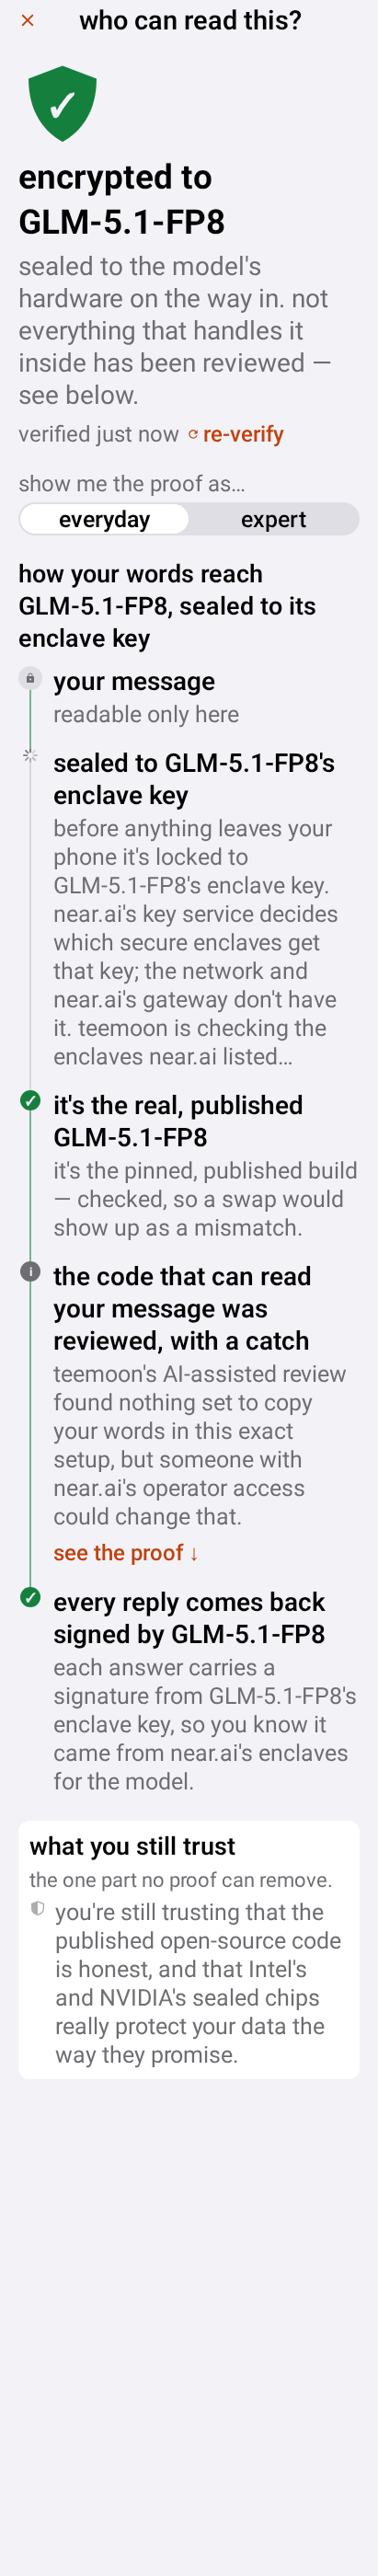 who can read this?
encrypted to
GLM-5.1-FP8
sealed to the model's
hardware on the way in. not
everything that handles it
inside has been reviewed —
see below.
verified just now re-verify
show me the proof as...
everyday expert
how your words reach
GLM-5.1-FP8, sealed to its
enclave key
your message
readable only here
sealed to GLM-5.1-FP8's
enclave key
before anything leaves your
phone it's locked to
GLM-5.1-FP8's enclave key.
near.ai's key service decides
which secure enclaves get
that key; the network and
near.ai's gateway don't have
it. teemoon is checking the
enclaves near.ai listed...
it's the real, published
GLM-5.1-FP8
it's the pinned, published build
— checked, so a swap would
show up as a mismatch.
the code that can read
your message was
reviewed, with a catch
teemoon's AI-assisted review
found nothing set to copy
your words in this exact
setup, but someone with
near.ai's operator access
could change that.
see the proof ↓
every reply comes back
signed by GLM-5.1-FP8
each answer carries a
signature from GLM-5.1-FP8's
enclave key, so you know it
came from near.ai's enclaves
for the model.
what you still trust
the one part no proof can remove.
you're still trusting that the
published open-source code
is honest, and that Intel's
and NVIDIA's sealed chips
really protect your data the
way they promise.